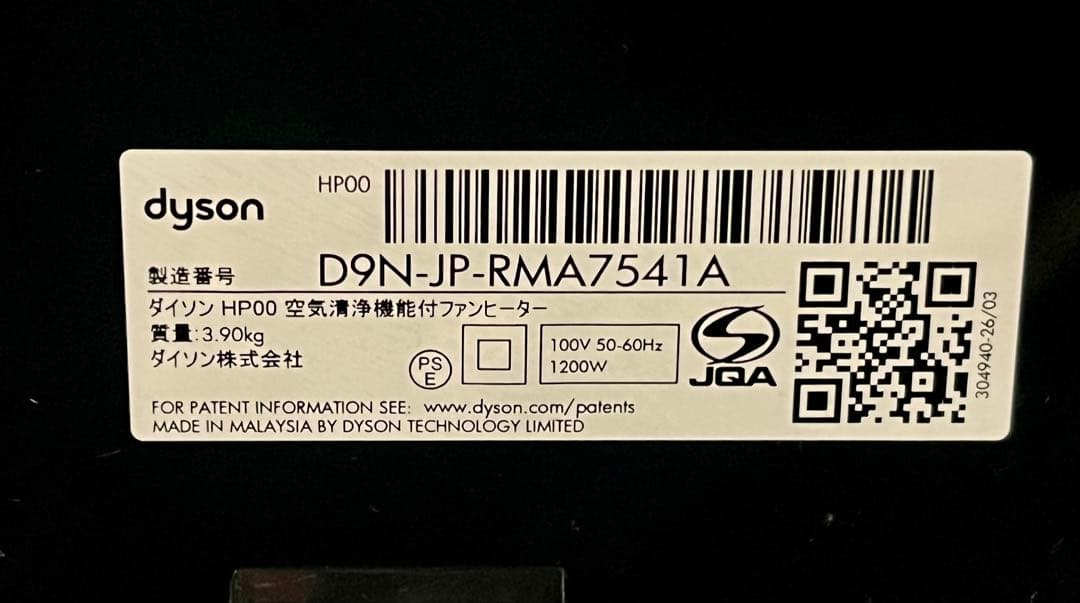 dyson
HP00
製造番号 D9N-JP-RMA7541A
ダイソン HP00 空気清浄機能付ファンヒーター
質量:3.90kg
ダイソン株式会社
PS
E
100V 50-60Hz
1200W
JQA
304940-26/03
FOR PATENT INFORMATION SEE: www.dyson.com/patents
MADE IN MALAYSIA BY DYSON TECHNOLOGY LIMITED